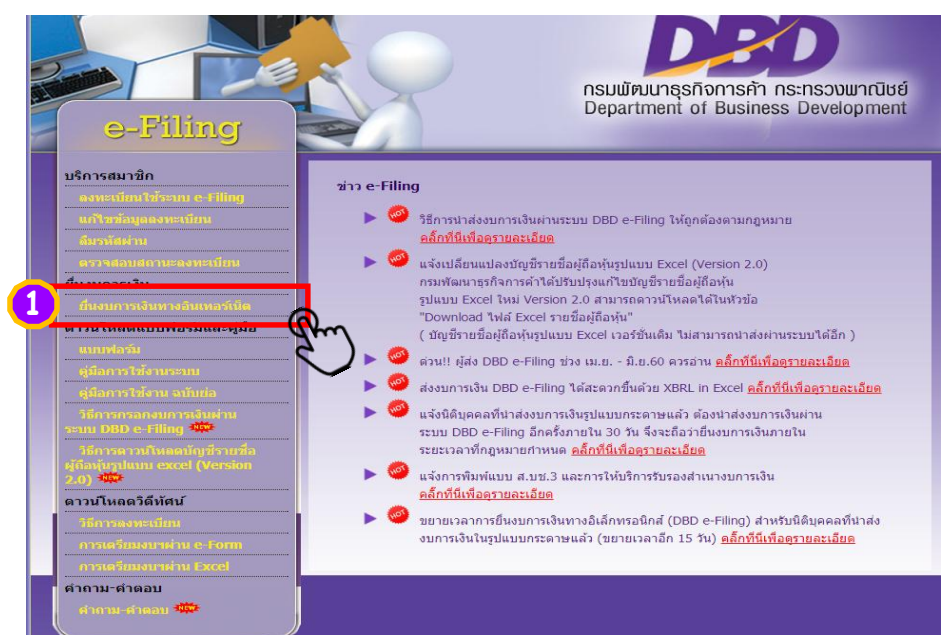 DBD
กรมพัฒนาธุรกิจการค้า กระทรวงพาณิชย์
Department of Business Development
e-Filing
บริการสมาชิก
ลงทะเบียนใช้ระบบ e-Filing
แก้ไขข้อมูลลงทะเบียน
ลืมรหัสผ่าน
ตรวจสอบสถานะลงทะเบียน
ยื่นงบการเงิน
1
ยื่นงบการเงินทางอินเทอร์เน็ต
ดาวน์โหลดแบบฟอร์มและคู่มือ
แบบฟอร์ม
คู่มือการใช้งานระบบ
คู่มือการใช้งาน ฉบับย่อ
วิธีการกรอกงบการเงินผ่าน
ระบบ DBD e-Filing NEW
วิธีการดาวน์โหลดบัญชีรายชื่อ
ผู้ถือหุ้นรูปแบบ excel (Version
2.0) NEW
ดาวน์โหลดวิดีทัศน์
วิธีการลงทะเบียน
การเตรียมงบฯผ่าน e-Form
การเตรียมงบฯผ่าน Excel
คำถาม-คำตอบ
คำถาม-คำตอบ NEW
ข่าว e-Filing
HOT วิธีการนำส่งงบการเงินผ่านระบบ DBD e-Filing ให้ถูกต้องตามกฎหมาย
คลิ๊กที่นี่เพื่อดูรายละเอียด
HOT แจ้งเปลี่ยนแปลงบัญชีรายชื่อผู้ถือหุ้นรูปแบบ Excel (Version 2.0)
กรมพัฒนาธุรกิจการค้าได้ปรับปรุงแก้ไขบัญชีรายชื่อผู้ถือหุ้น
รูปแบบ Excel ใหม่ Version 2.0 สามารถดาวน์โหลดได้ในหัวข้อ
"Download ไฟล์ Excel รายชื่อผู้ถือหุ้น"
( บัญชีรายชื่อผู้ถือหุ้นรูปแบบ Excel เวอร์ชั่นเดิม ไม่สามารถนำส่งผ่านระบบได้อีก )
HOT ด่วน!! ผู้ส่ง DBD e-Filing ช่วง เม.ย. - มิ.ย.60 ควรอ่าน คลิ๊กที่นี่เพื่อดูรายละเอียด
HOT ส่งงบการเงิน DBD e-Filing ได้สะดวกขึ้นด้วย XBRL in Excel คลิ๊กที่นี่เพื่อดูรายละเอียด
HOT แจ้งนิติบุคคลที่นำส่งงบการเงินรูปแบบกระดาษแล้ว ต้องนำส่งงบการเงินผ่าน
ระบบ DBD e-Filing อีกครั้งภายใน 30 วัน จึงจะถือว่ายื่นงบการเงินภายใน
ระยะเวลาที่กฎหมายกำหนด คลิ๊กที่นี่เพื่อดูรายละเอียด
HOT แจ้งการพิมพ์แบบ ส.บช.3 และการให้บริการรับรองสำเนางบการเงิน
คลิ๊กที่นี่เพื่อดูรายละเอียด
HOT ขยายเวลาการยื่นงบการเงินทางอิเล็กทรอนิกส์ (DBD e-Filing) สำหรับนิติบุคคลที่นำส่ง
งบการเงินในรูปแบบกระดาษแล้ว (ขยายเวลาอีก 15 วัน) คลิ๊กที่นี่เพื่อดูรายละเอียด